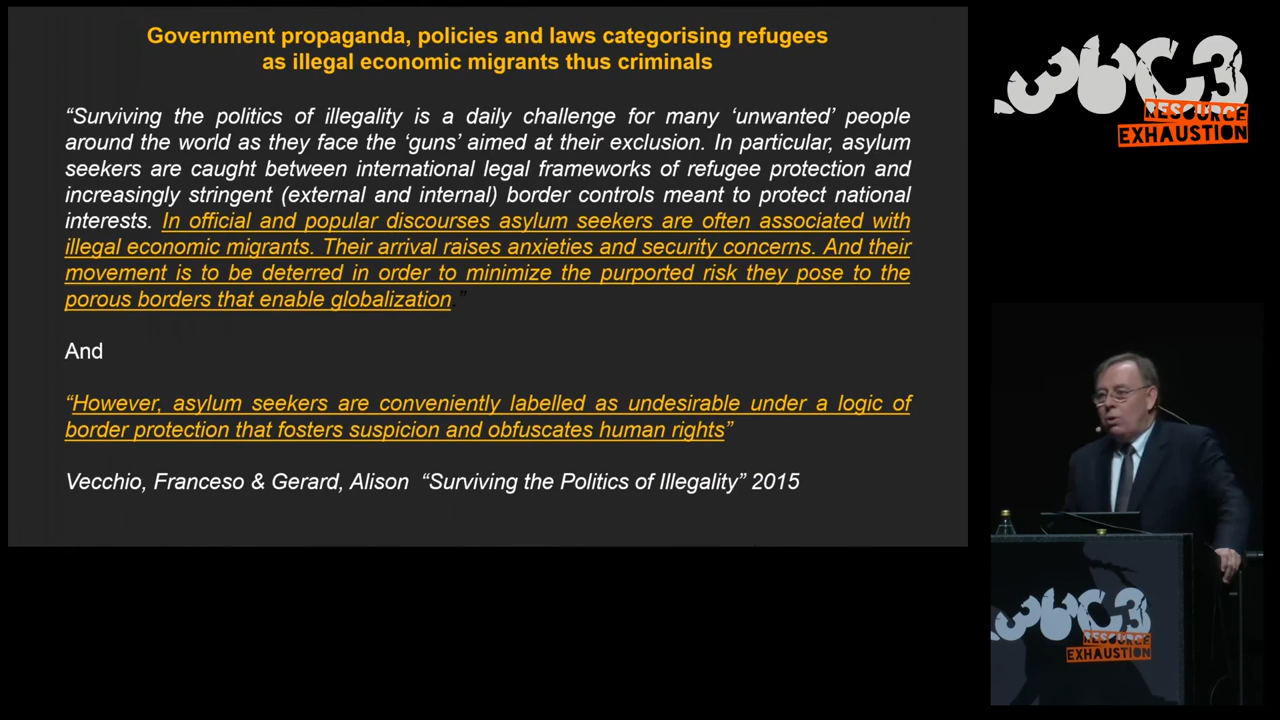 Government propaganda, policies and laws categorising refugees
as illegal economic migrants thus criminals
“Surviving the politics of illegality is a daily challenge for many ‘unwanted’ people
around the world as they face the ‘guns’ aimed at their exclusion. In particular, asylum
seekers are caught between international legal frameworks of refugee protection and
increasingly stringent (external and internal) border controls meant to protect national
interests. In official and popular discourses asylum seekers are often associated with
illegal economic migrants. Their arrival raises anxieties and security concerns. And their
movement is to be deterred in order to minimize the purported risk they pose to the
porous borders that enable globalization.”
And
“However, asylum seekers are conveniently labelled as undesirable under a logic of
border protection that fosters suspicion and obfuscates human rights”
Vecchio, Franceso & Gerard, Alison “Surviving the Politics of Illegality” 2015
36C3
RESOURCE
EXHAUSTION
36C3
RESOURCE
EXHAUSTION